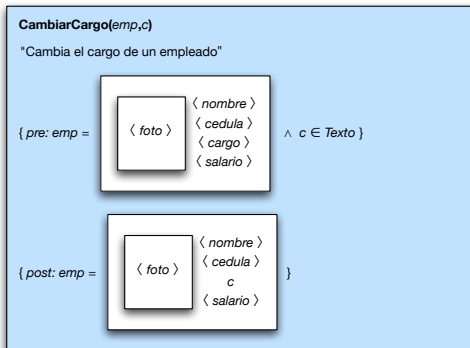 CambiarCargo(emp,c)
"Cambia el cargo de un empleado"
⟨ nombre ⟩
⟨ cedula ⟩
{ pre: emp = ⟨ foto ⟩ ∧ c ∈ Texto }
⟨ cargo ⟩
⟨ salario ⟩
⟨ nombre ⟩
⟨ cedula ⟩
{ post: emp = ⟨ foto ⟩ }
c
⟨ salario ⟩